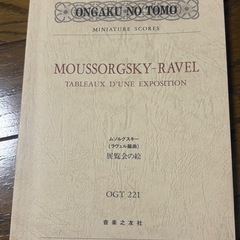 ONGAKU NO TOMO
MINIATURE SCORES
MOUSSORGSKY-RAVEL
TABLEAUX D'UNE EXPOSITION
ムソルグスキー
(ラヴェル編曲)
展覧会の絵
OGT 221
音楽之友社